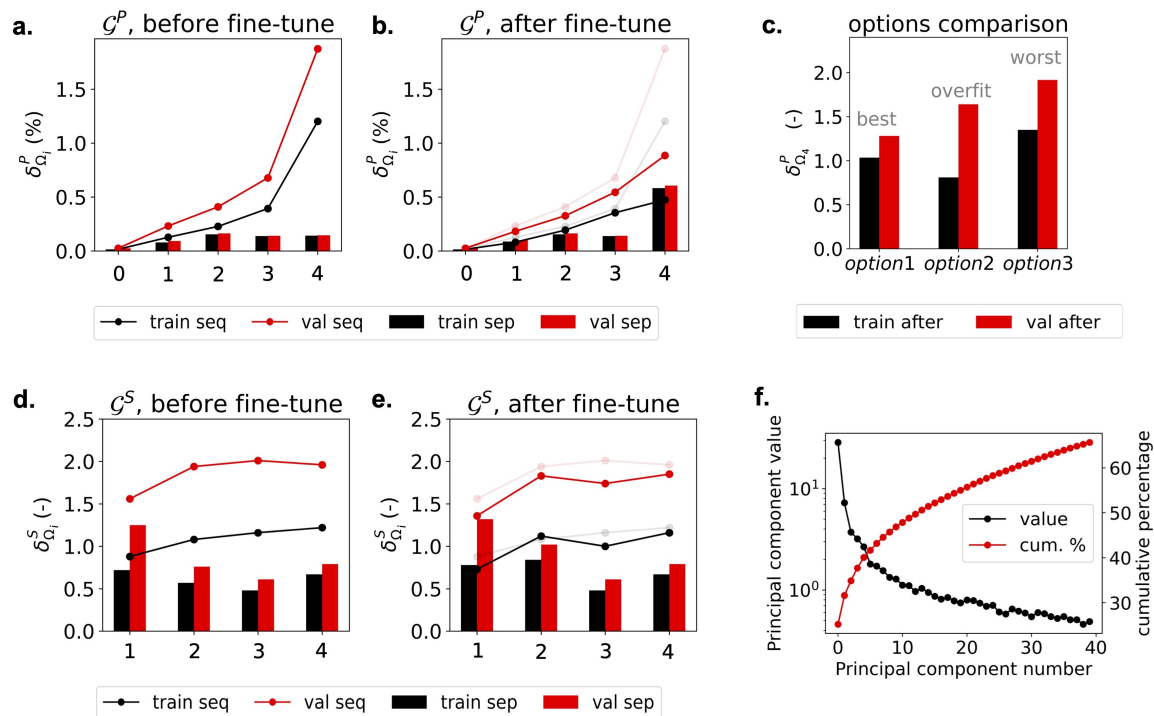 a.
𝒢^P, before fine-tune
δ^P_Ω_i (%)
1.5
1.0
0.5
0.0
0 1 2 3 4
b.
𝒢^P, after fine-tune
δ^P_Ω_i (%)
1.5
1.0
0.5
0.0
0 1 2 3 4
train seq val seq train sep val sep
c.
options comparison
δ^P_Ω_4 (-)
2.0
1.5
1.0
0.5
0.0
best
overfit
worst
option1 option2 option3
train after val after
d.
𝒢^S, before fine-tune
δ^S_Ω_i (-)
2.5
2.0
1.5
1.0
0.5
0.0
1 2 3 4
e.
𝒢^S, after fine-tune
δ^S_Ω_i (-)
2.5
2.0
1.5
1.0
0.5
0.0
1 2 3 4
train seq val seq train sep val sep
f.
Principal component value
10^1
10^0
value
cum. %
60
50
40
30
cumulative percentage
0 10 20 30 40
Principal component number